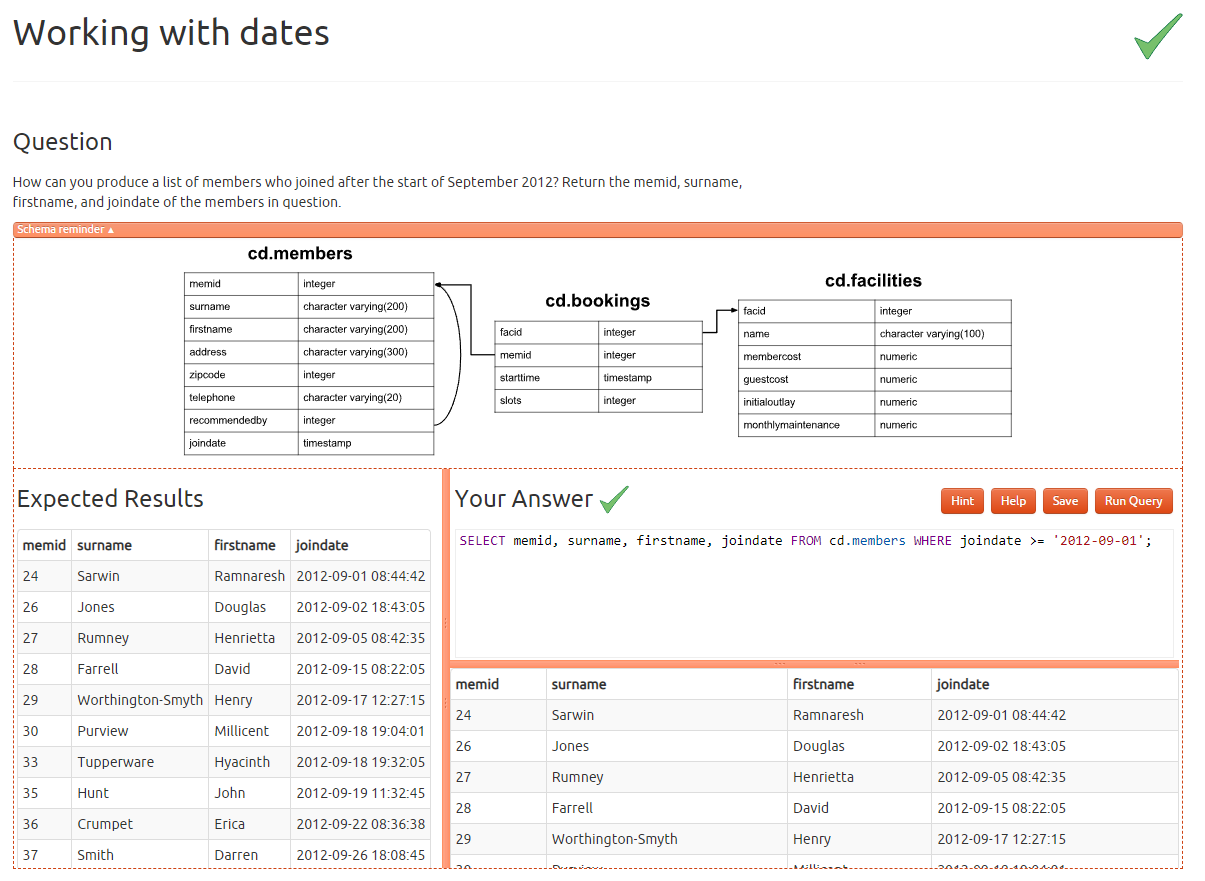 Working with dates
Question
How can you produce a list of members who joined after the start of September 2012? Return the memid, surname,
firstname, and joindate of the members in question.
Schema reminder ▲
cd.members
memid integer
surname character varying(200)
firstname character varying(200)
address character varying(300)
zipcode integer
telephone character varying(20)
recommendedby integer
joindate timestamp
cd.bookings
facid integer
memid integer
starttime timestamp
slots integer
cd.facilities
facid integer
name character varying(100)
membercost numeric
guestcost numeric
initialoutlay numeric
monthlymaintenance numeric
Expected Results
memid surname firstname joindate
24 Sarwin Ramnaresh 2012-09-01 08:44:42
26 Jones Douglas 2012-09-02 18:43:05
27 Rumney Henrietta 2012-09-05 08:42:35
28 Farrell David 2012-09-15 08:22:05
29 Worthington-Smyth Henry 2012-09-17 12:27:15
30 Purview Millicent 2012-09-18 19:04:01
33 Tupperware Hyacinth 2012-09-18 19:32:05
35 Hunt John 2012-09-19 11:32:45
36 Crumpet Erica 2012-09-22 08:36:38
37 Smith Darren 2012-09-26 18:08:45
Your Answer
Hint Help Save Run Query
SELECT memid, surname, firstname, joindate FROM cd.members WHERE joindate >= '2012-09-01';
memid surname firstname joindate
24 Sarwin Ramnaresh 2012-09-01 08:44:42
26 Jones Douglas 2012-09-02 18:43:05
27 Rumney Henrietta 2012-09-05 08:42:35
28 Farrell David 2012-09-15 08:22:05
29 Worthington-Smyth Henry 2012-09-17 12:27:15
30 Purview Millicent 2012-09-18 19:04:01